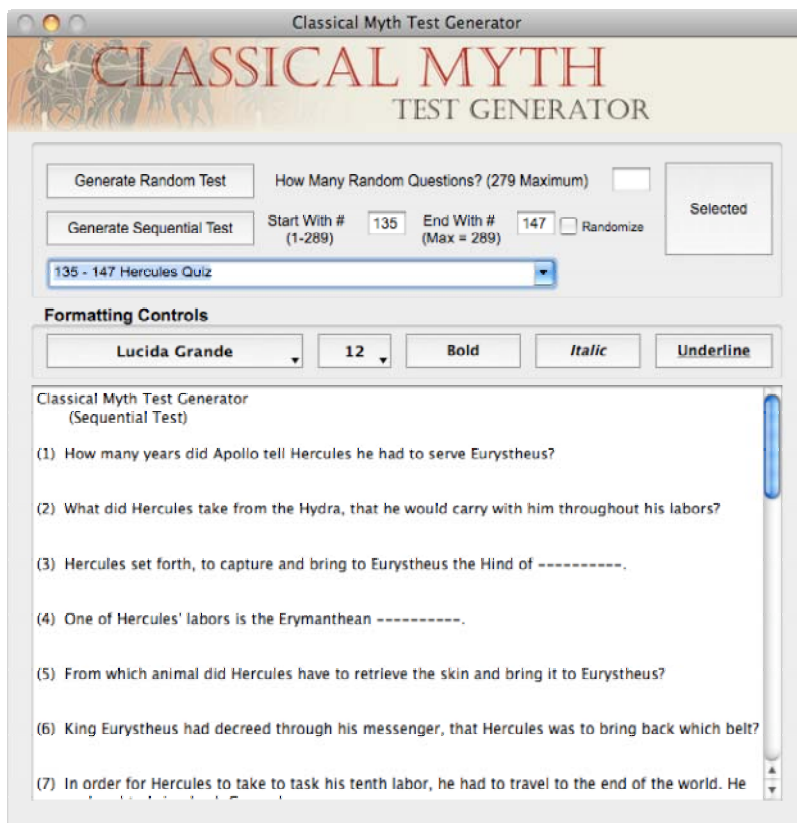 Classical Myth Test Generator
CLASSICAL MYTH
TEST GENERATOR
Generate Random Test
How Many Random Questions? (279 Maximum)
Selected
Generate Sequential Test
Start With #
(1-289)
135
End With #
(Max = 289)
147
Randomize
135 - 147 Hercules Quiz
Formatting Controls
Lucida Grande
12
Bold
Italic
Underline
Classical Myth Test Generator
(Sequential Test)
(1) How many years did Apollo tell Hercules he had to serve Eurystheus?
(2) What did Hercules take from the Hydra, that he would carry with him throughout his labors?
(3) Hercules set forth, to capture and bring to Eurystheus the Hind of ----------.
(4) One of Hercules' labors is the Erymanthean ----------.
(5) From which animal did Hercules have to retrieve the skin and bring it to Eurystheus?
(6) King Eurystheus had decreed through his messenger, that Hercules was to bring back which belt?
(7) In order for Hercules to take to task his tenth labor, he had to travel to the end of the world. He